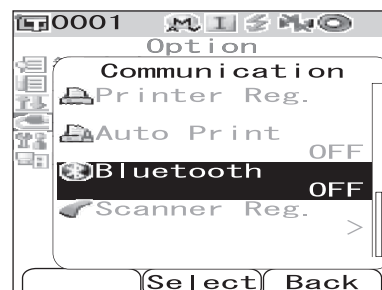 0001 M I
Option
Communication
Printer Reg.
Auto Print
OFF
Bluetooth
OFF
Scanner Reg.
>
Select Back